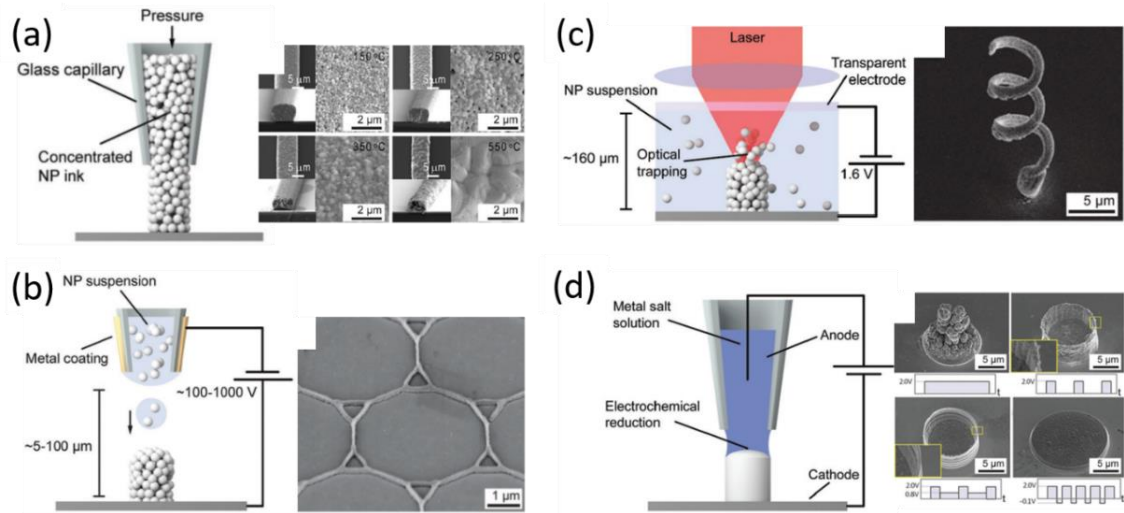 (a)
Pressure
Glass capillary
Concentrated
NP ink
150 °C
5 µm
2 µm
250 °C
5 µm
2 µm
350 °C
5 µm
2 µm
550 °C
5 µm
2 µm
(b)
NP suspension
Metal coating
~100-1000 V
~5-100 µm
1 µm
(c)
Laser
Transparent
electrode
NP suspension
~160 µm
Optical
trapping
1.6 V
5 µm
(d)
Metal salt
solution
Anode
Electrochemical
reduction
Cathode
5 µm
2.0V
t
5 µm
2.0V
t
5 µm
2.0V
0.8V
t
5 µm
2.0V
-0.1V
t